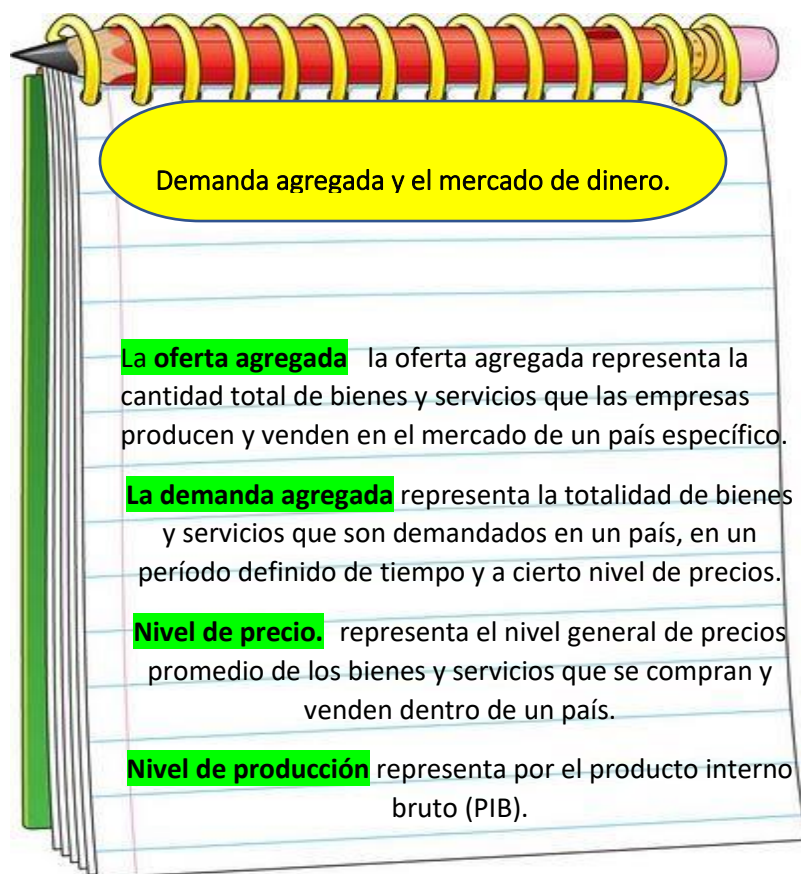 Demanda agregada y el mercado de dinero.
La oferta agregada la oferta agregada representa la
cantidad total de bienes y servicios que las empresas
producen y venden en el mercado de un país específico.
La demanda agregada representa la totalidad de bienes
y servicios que son demandados en un país, en un
período definido de tiempo y a cierto nivel de precios.
Nivel de precio. representa el nivel general de precios
promedio de los bienes y servicios que se compran y
venden dentro de un país.
Nivel de producción representa por el producto interno
bruto (PIB).